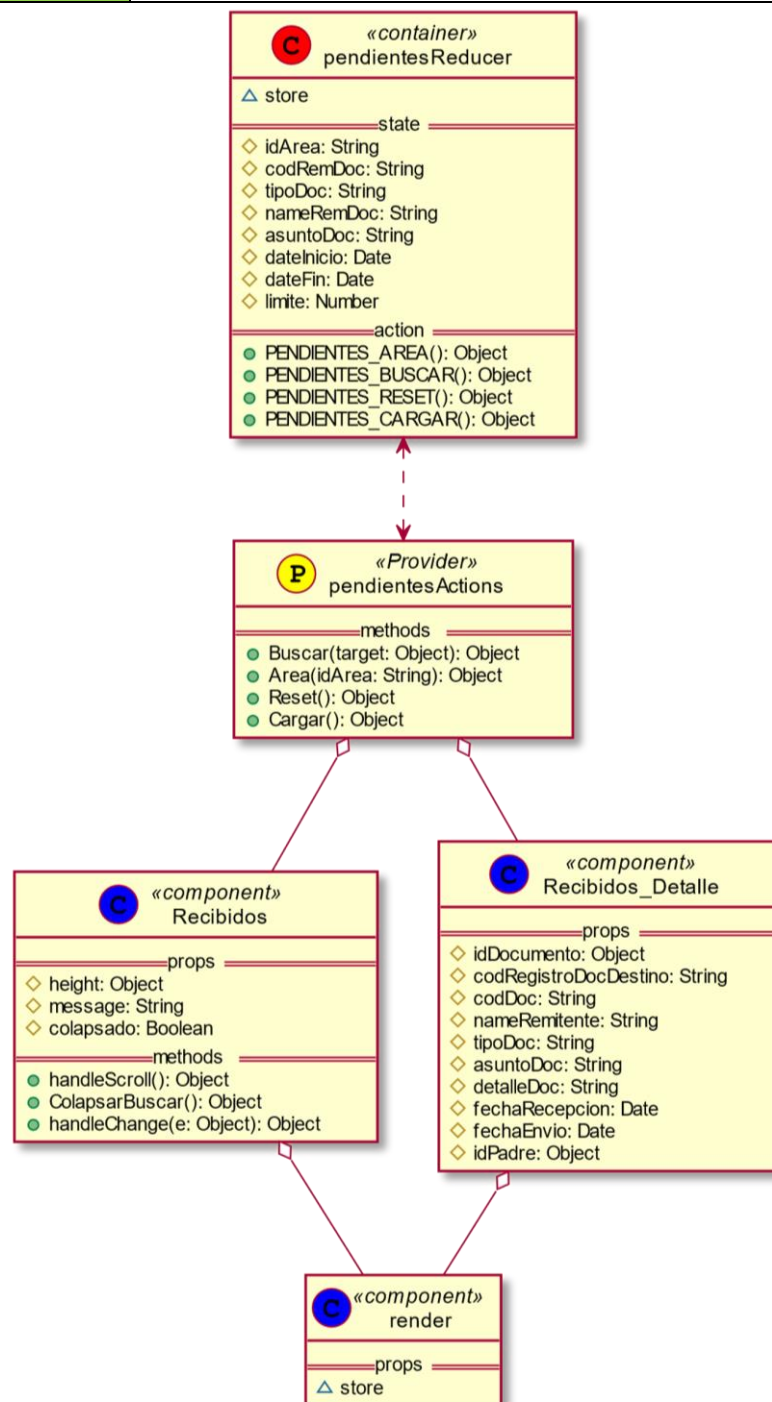 C «container»
pendientesReducer
store
state
idArea: String
codRemDoc: String
tipoDoc: String
nameRemDoc: String
asuntoDoc: String
dateInicio: Date
dateFin: Date
limite: Number
action
PENDIENTES_AREA(): Object
PENDIENTES_BUSCAR(): Object
PENDIENTES_RESET(): Object
PENDIENTES_CARGAR(): Object
P «Provider»
pendientesActions
methods
Buscar(target: Object): Object
Area(idArea: String): Object
Reset(): Object
Cargar(): Object
C «component»
Recibidos
props
height: Object
message: String
colapsado: Boolean
methods
handleScroll(): Object
ColapsarBuscar(): Object
handleChange(e: Object): Object
C «component»
Recibidos_Detalle
props
idDocumento: Object
codRegistroDocDestino: String
codDoc: String
nameRemitente: String
tipoDoc: String
asuntoDoc: String
detalleDoc: String
fechaRecepcion: Date
fechaEnvio: Date
idPadre: Object
C «component»
render
props
store